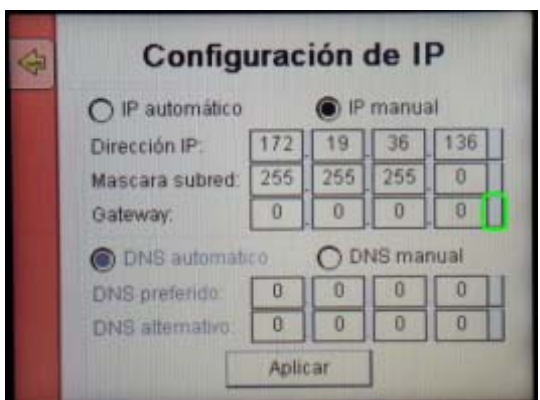 Configuración de IP
IP automático IP manual
Dirección IP: 172 . 19 . 36 . 136
Mascara subred: 255 . 255 . 255 . 0
Gateway: 0 . 0 . 0 . 0
DNS automatico DNS manual
DNS preferido: 0 . 0 . 0 . 0
DNS alternativo: 0 . 0 . 0 . 0
Aplicar